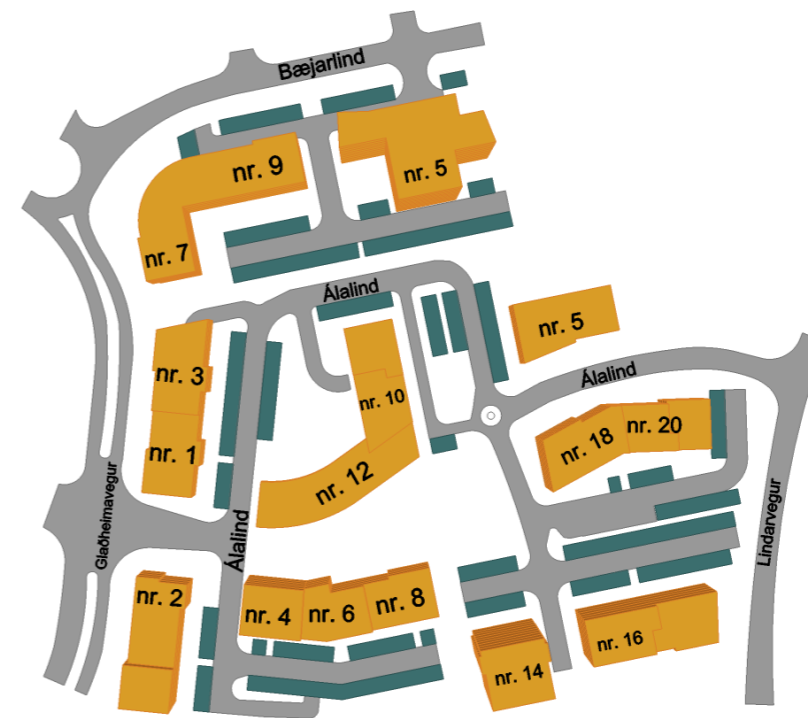 Bæjarlind
nr. 9
nr. 5
nr. 7
Álalind
nr. 5
nr. 3
Álalind
nr. 10
nr. 1
nr. 18
nr. 20
nr. 12
Glaðheimavegur
Álalind
Lindarvegur
nr. 2
nr. 4
nr. 6
nr. 8
nr. 14
nr. 16